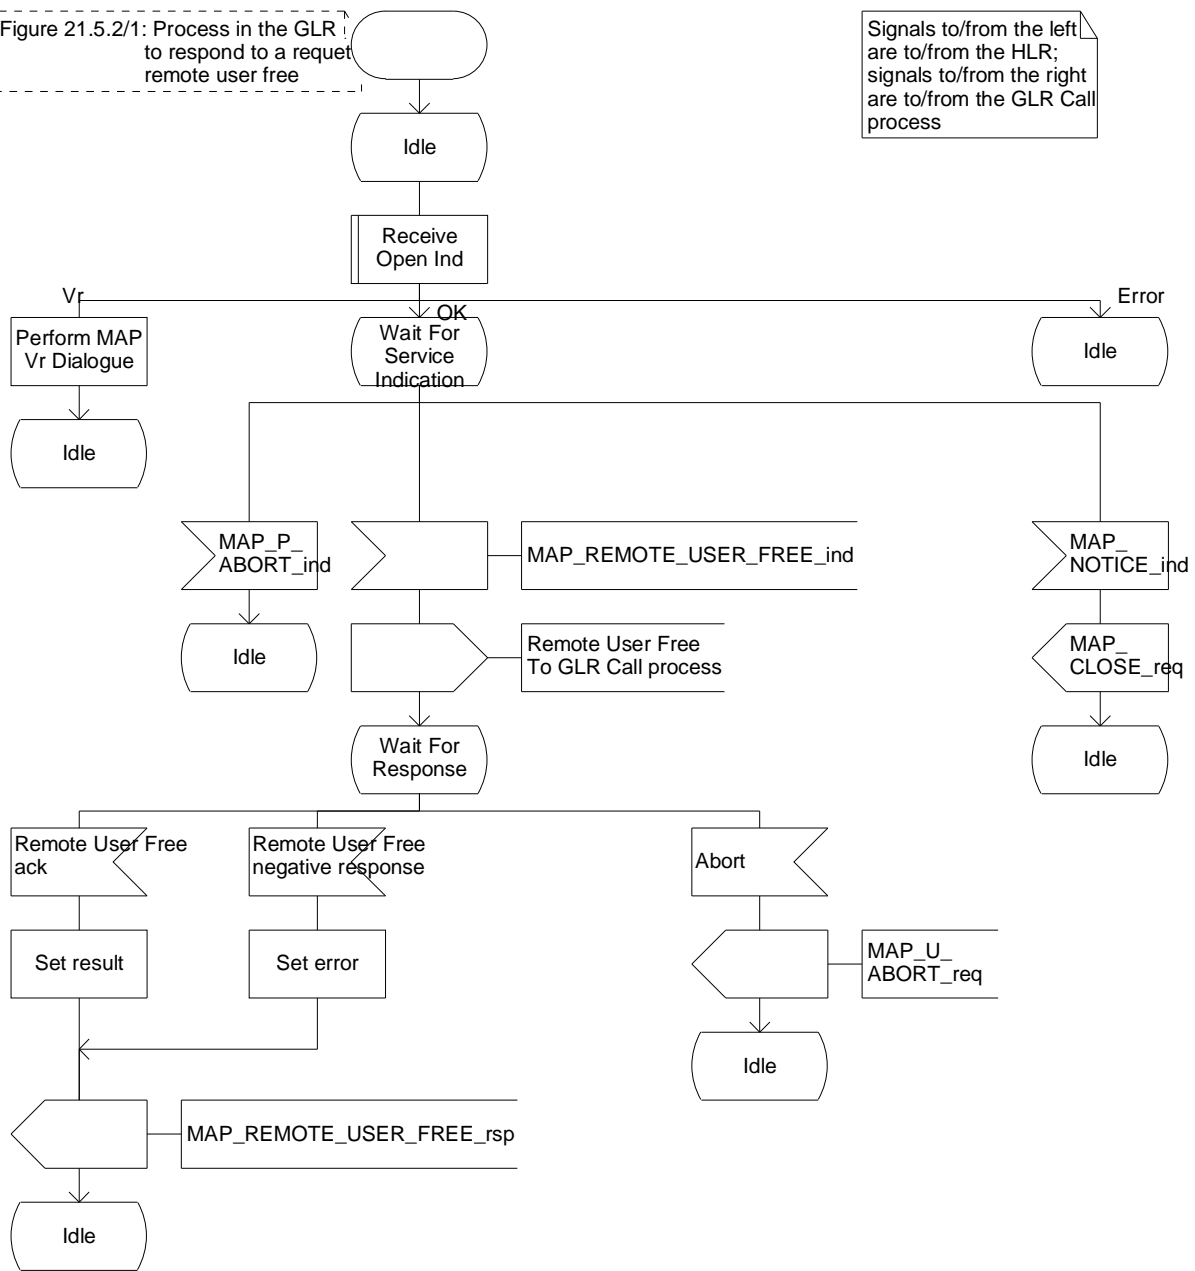 Figure 21.5.2/1: Process in the GLR
to respond to a requet
remote user free
Signals to/from the left
are to/from the HLR;
signals to/from the right
are to/from the GLR Call
process
Idle
Receive
Open Ind
Vr
OK
Error
Perform MAP
Vr Dialogue
Wait For
Service
Indication
Idle
Idle
MAP_P_
ABORT_ind
MAP_REMOTE_USER_FREE_ind
MAP_
NOTICE_ind
Idle
Remote User Free
To GLR Call process
MAP_
CLOSE_req
Wait For
Response
Idle
Remote User Free
ack
Remote User Free
negative response
Abort
Set result
Set error
MAP_U_
ABORT_req
Idle
MAP_REMOTE_USER_FREE_rsp
Idle